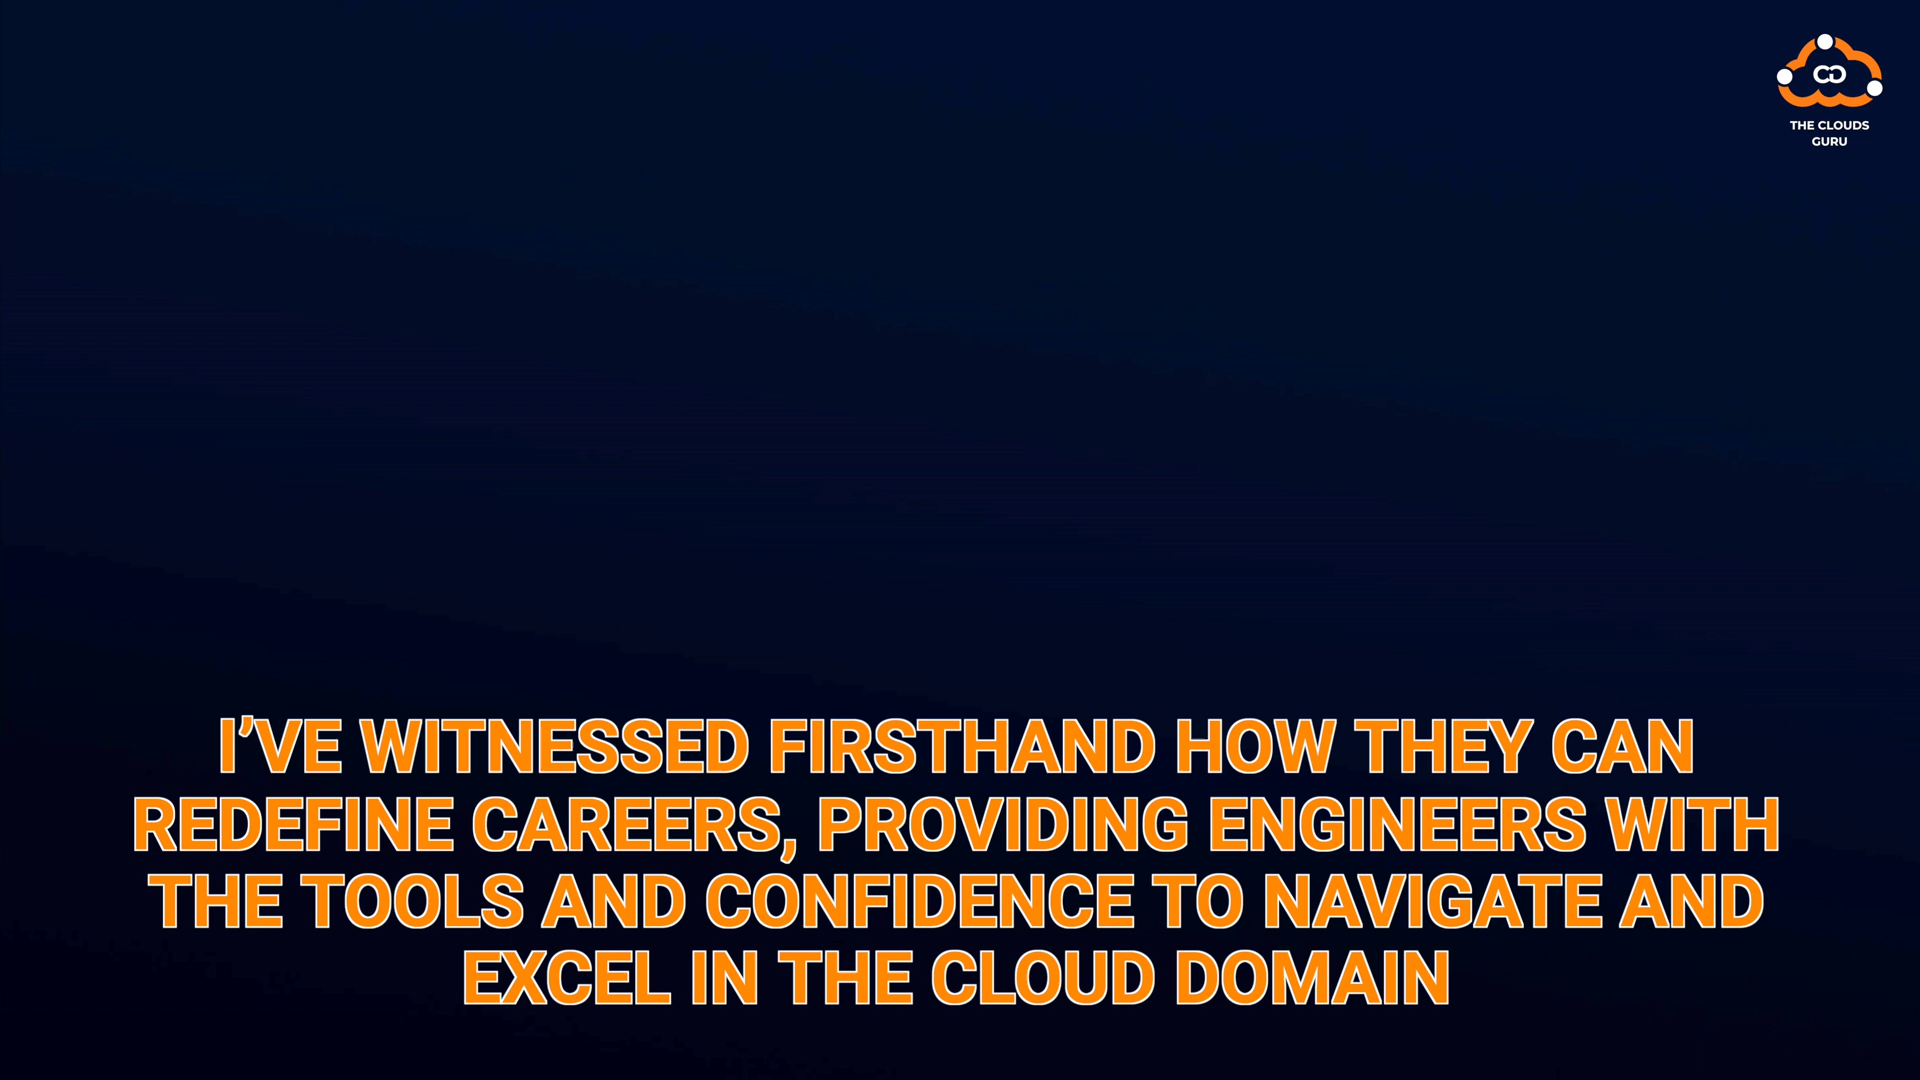 CG
THE CLOUDS
GURU
I’VE WITNESSED FIRSTHAND HOW THEY CAN
REDEFINE CAREERS, PROVIDING ENGINEERS WITH
THE TOOLS AND CONFIDENCE TO NAVIGATE AND
EXCEL IN THE CLOUD DOMAIN